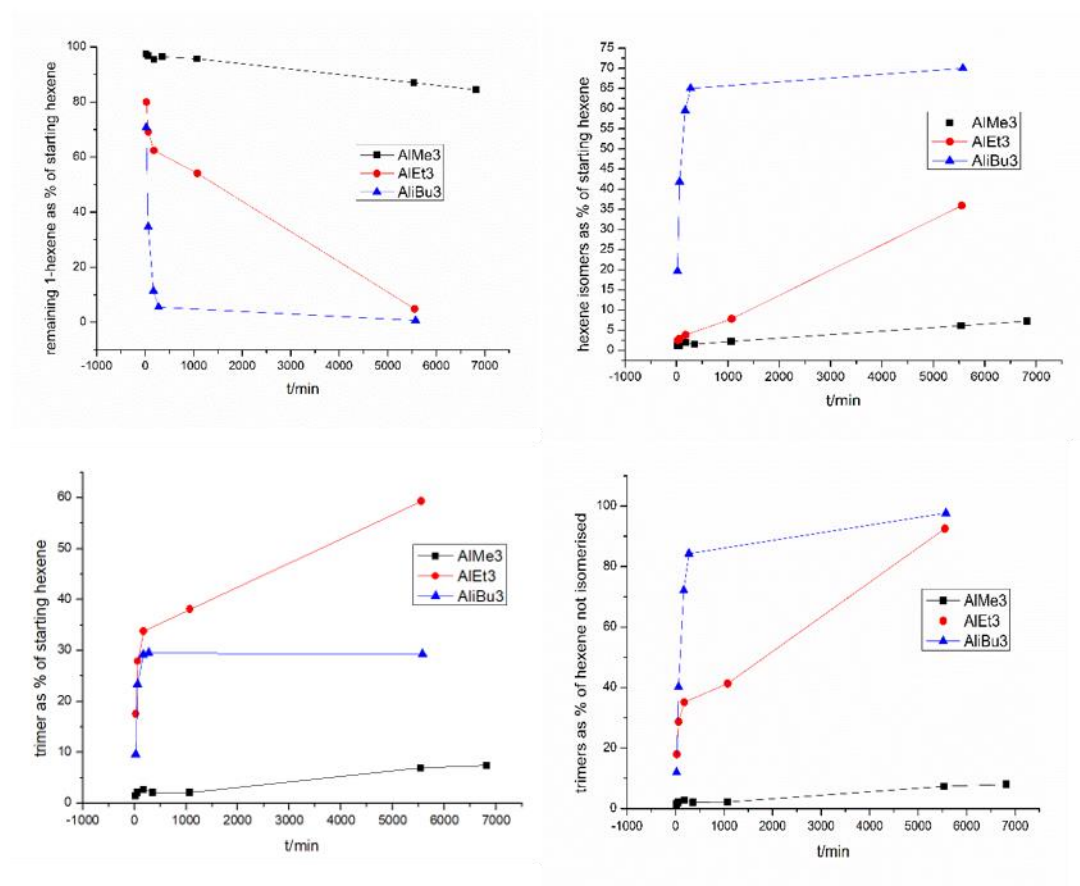 remaining 1-hexene as % of starting hexene
100
80
60
40
20
0
AlMe3
AlEt3
AliBu3
-1000 0 1000 2000 3000 4000 5000 6000 7000
t/min
hexene isomers as % of starting hexene
75
70
65
60
55
50
45
40
35
30
25
20
15
10
5
0
AlMe3
AlEt3
AliBu3
-1000 0 1000 2000 3000 4000 5000 6000 7000
t/min
trimer as % of starting hexene
60
50
40
30
20
10
0
AlMe3
AlEt3
AliBu3
-1000 0 1000 2000 3000 4000 5000 6000 7000
t/min
trimers as % of hexene not isomerised
100
80
60
40
20
0
AlMe3
AlEt3
AliBu3
-1000 0 1000 2000 3000 4000 5000 6000 7000
t/min